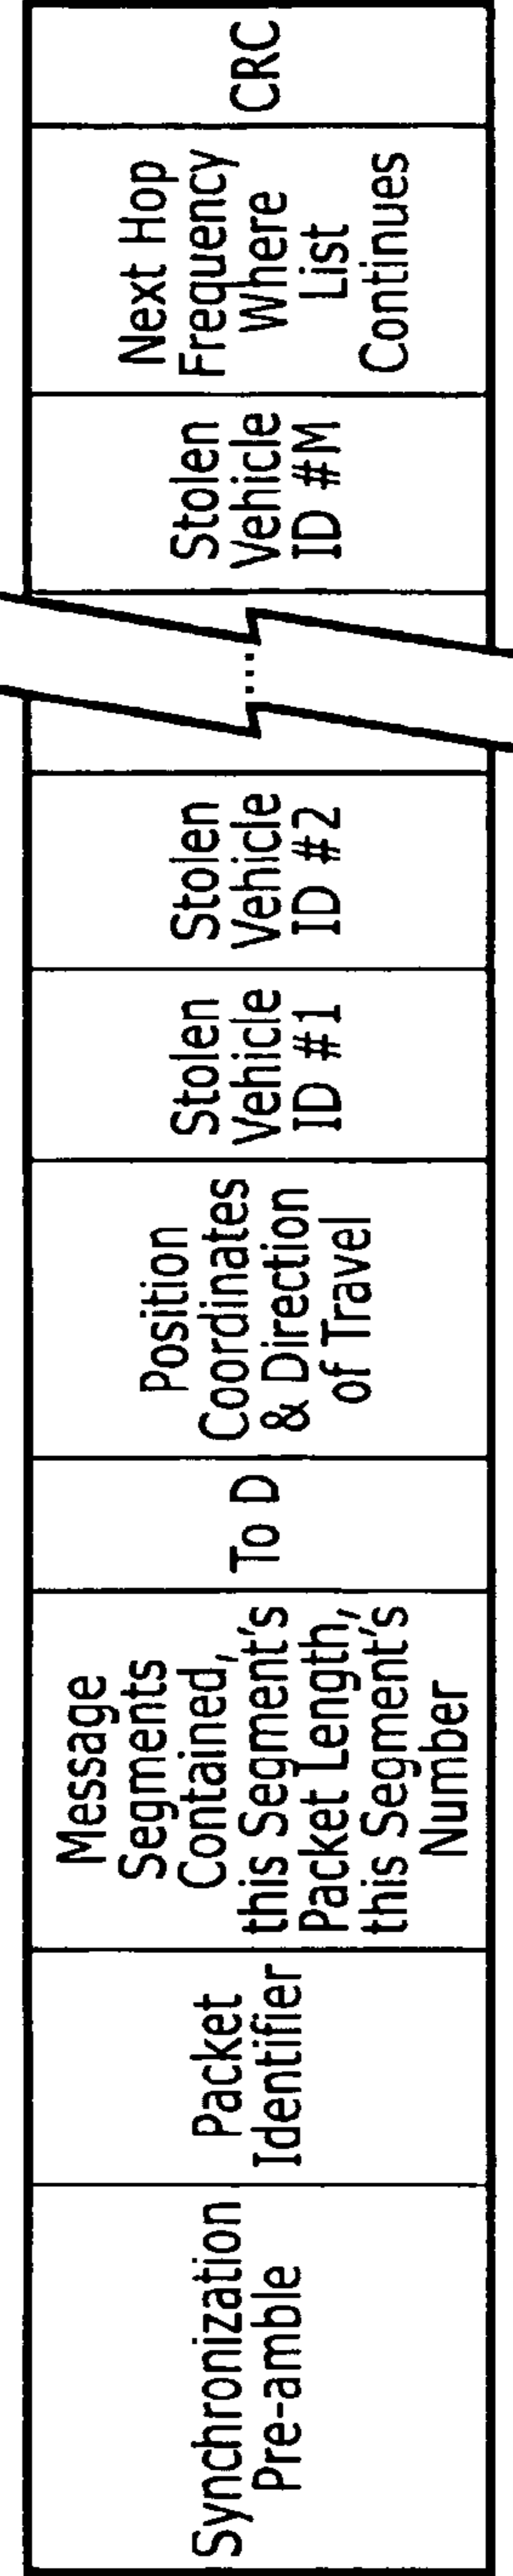 Synchronization
Pre-amble
Packet
Identifier
Message
Segments
Contained,
this Segment's
Packet Length,
this Segment's
Number
To D
Position
Coordinates
& Direction
of Travel
Stolen
Vehicle
ID #1
Stolen
Vehicle
ID #2
...
Stolen
Vehicle
ID #M
Next Hop
Frequency
Where
List
Continues
CRC